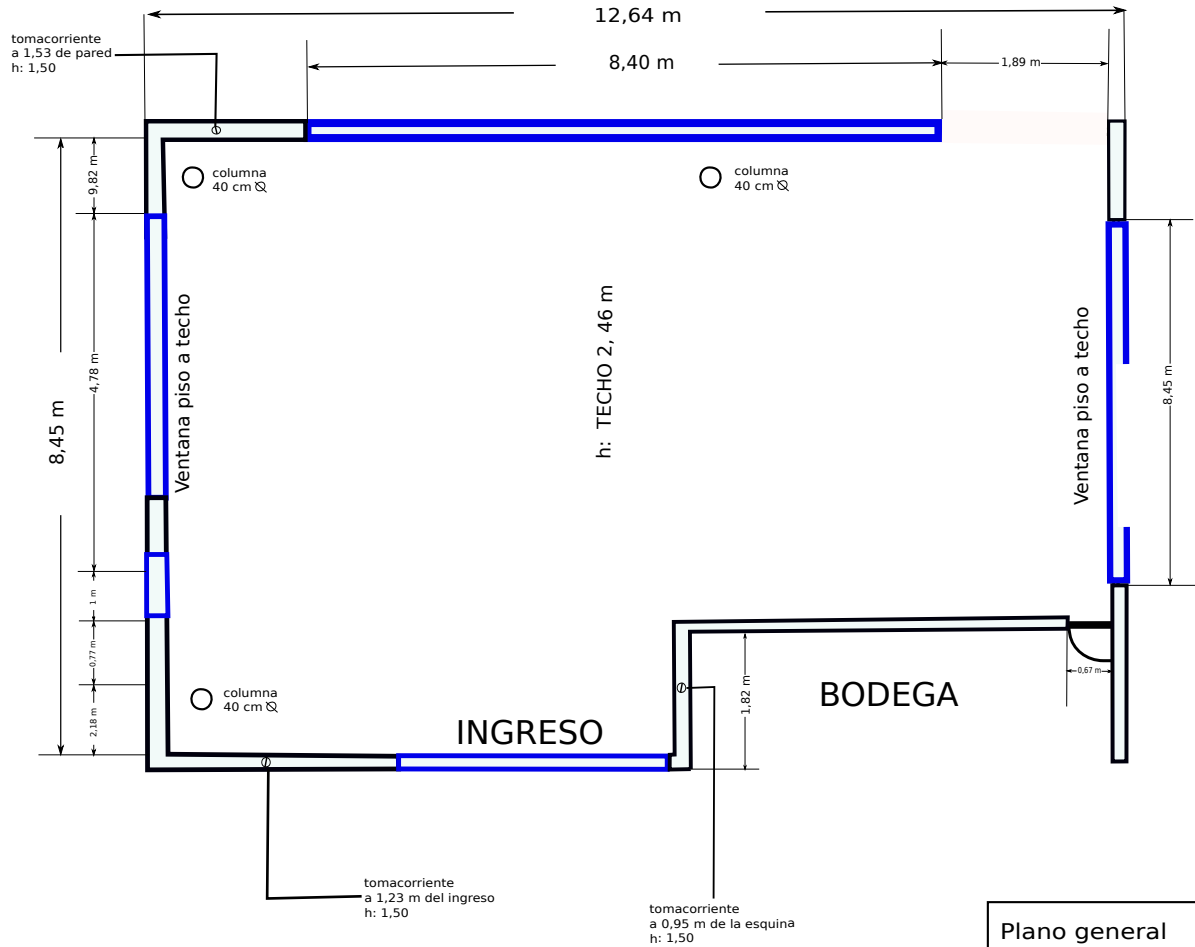 12,64 m
tomacorriente
a 1,53 de pared
h: 1,50
8,40 m
1,89 m
columna
40 cm Ø
columna
40 cm Ø
9,82 m
4,78 m
8,45 m
Ventana piso a techo
h: TECHO 2, 46 m
Ventana piso a techo
8,45 m
1 m
0,77 m
2,18 m
columna
40 cm Ø
INGRESO
1,82 m
BODEGA
0,67 m
tomacorriente
a 1,23 m del ingreso
h: 1,50
tomacorriente
a 0,95 m de la esquina
h: 1,50
Plano general